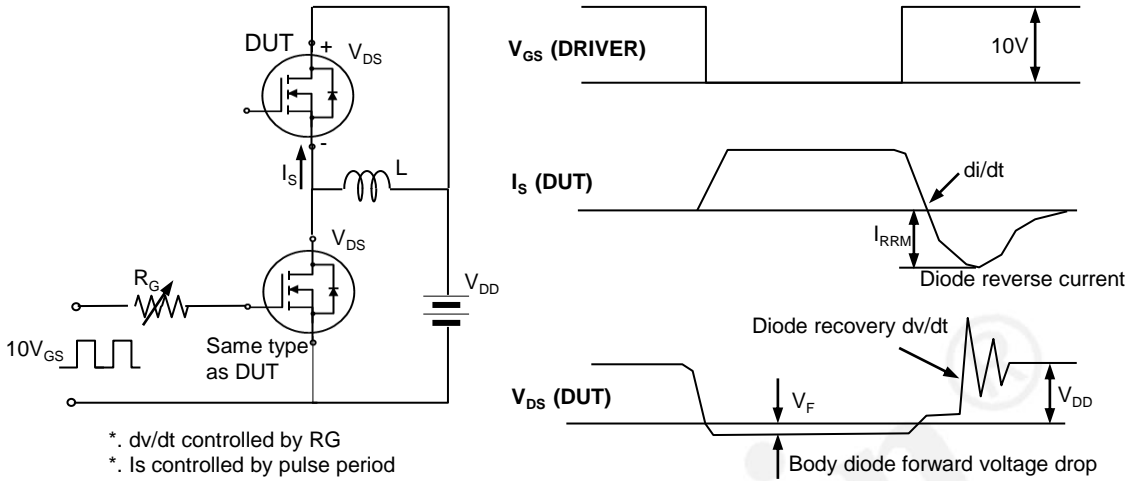 DUT
+
V_DS
-
I_S
L
V_DS
R_G
V_DD
10V_GS
Same type
as DUT
*. dv/dt controlled by RG
*. Is controlled by pulse period
V_GS (DRIVER)
10V
I_S (DUT)
di/dt
I_RRM
Diode reverse current
Diode recovery dv/dt
V_DS (DUT)
V_F
V_DD
Body diode forward voltage drop